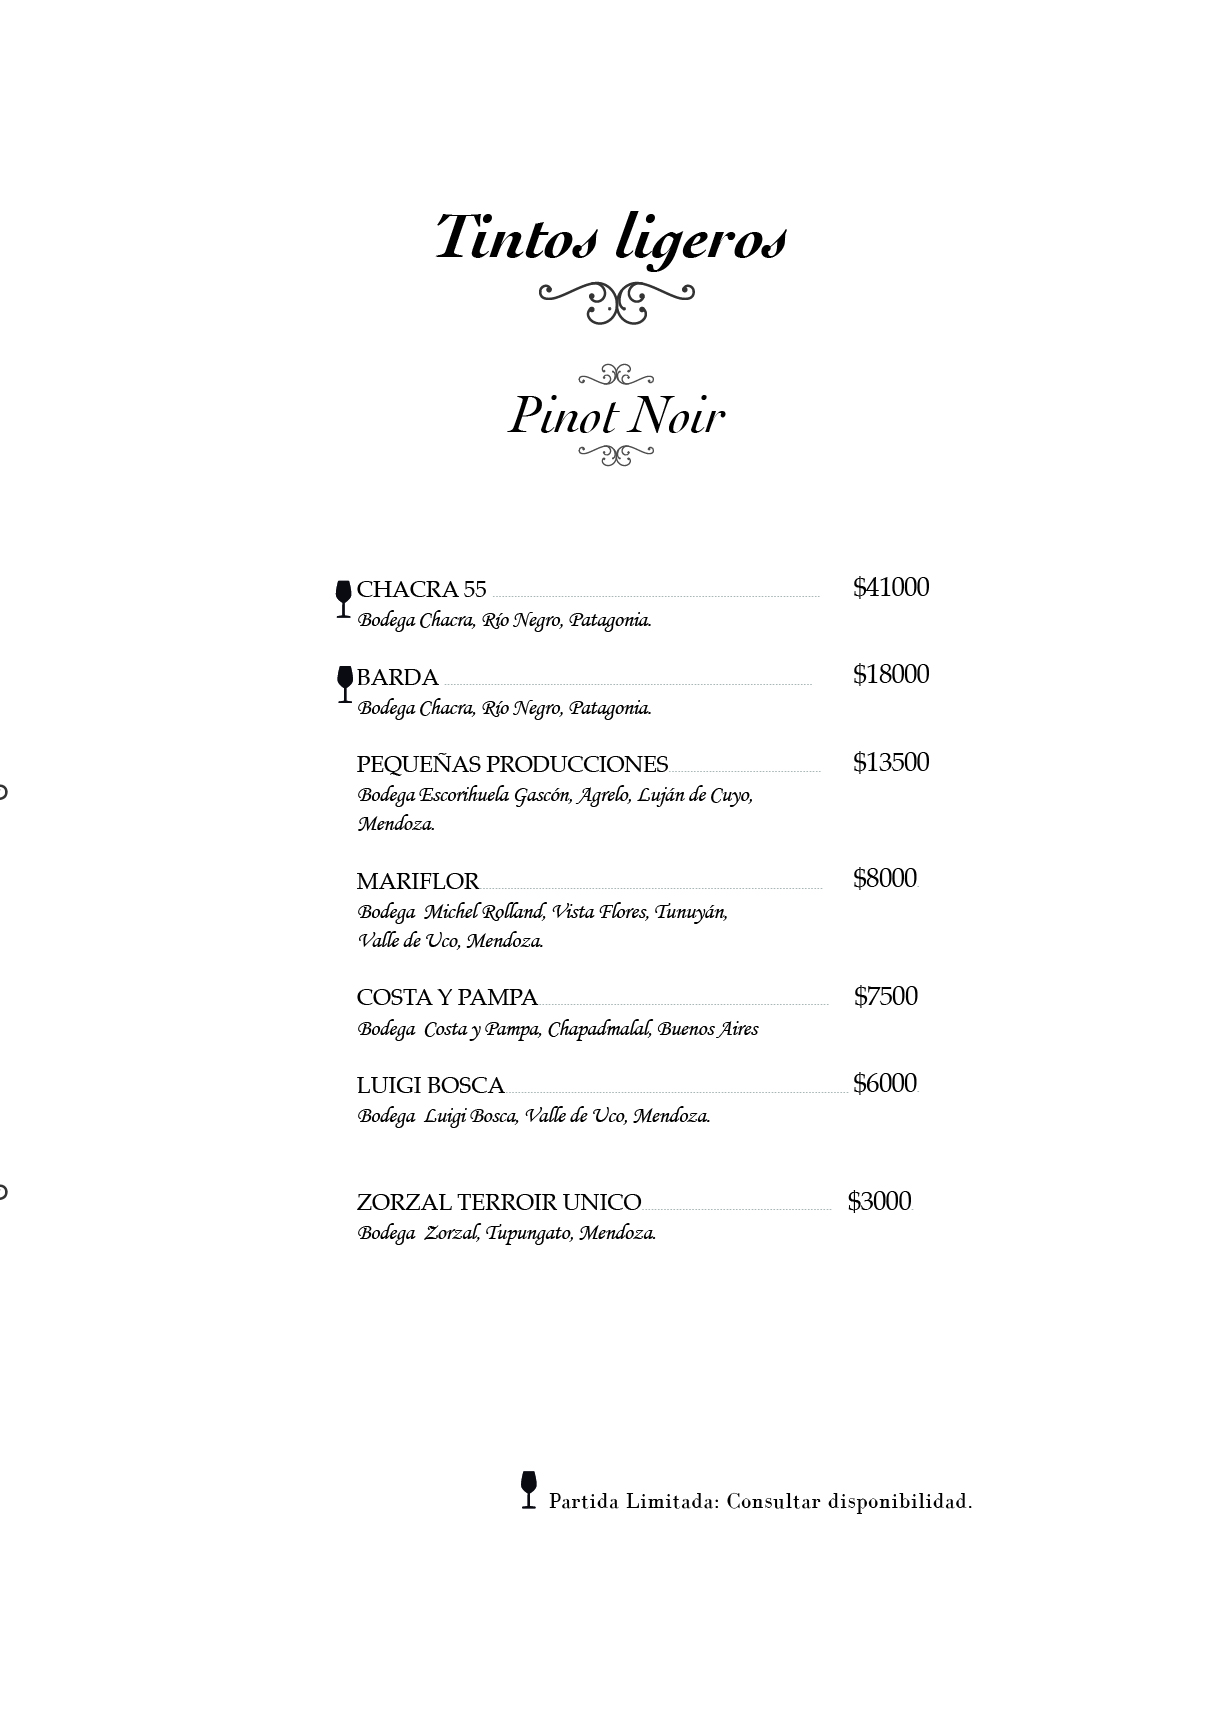 Tintos ligeros
Pinot Noir
CHACRA 55 $41000
Bodega Chacra, Río Negro, Patagonia.
BARDA $18000
Bodega Chacra, Río Negro, Patagonia.
PEQUEÑAS PRODUCCIONES $13500
Bodega Escorihuela Gascón, Agrelo, Luján de Cuyo,
Mendoza.
MARIFLOR $8000
Bodega Michel Rolland, Vista Flores, Tunuyán,
Valle de Uco, Mendoza.
COSTA Y PAMPA $7500
Bodega Costa y Pampa, Chapadmalal, Buenos Aires
LUIGI BOSCA $6000
Bodega Luigi Bosca, Valle de Uco, Mendoza.
ZORZAL TERROIR UNICO $3000
Bodega Zorzal, Tupungato, Mendoza.
Partida Limitada: Consultar disponibilidad.